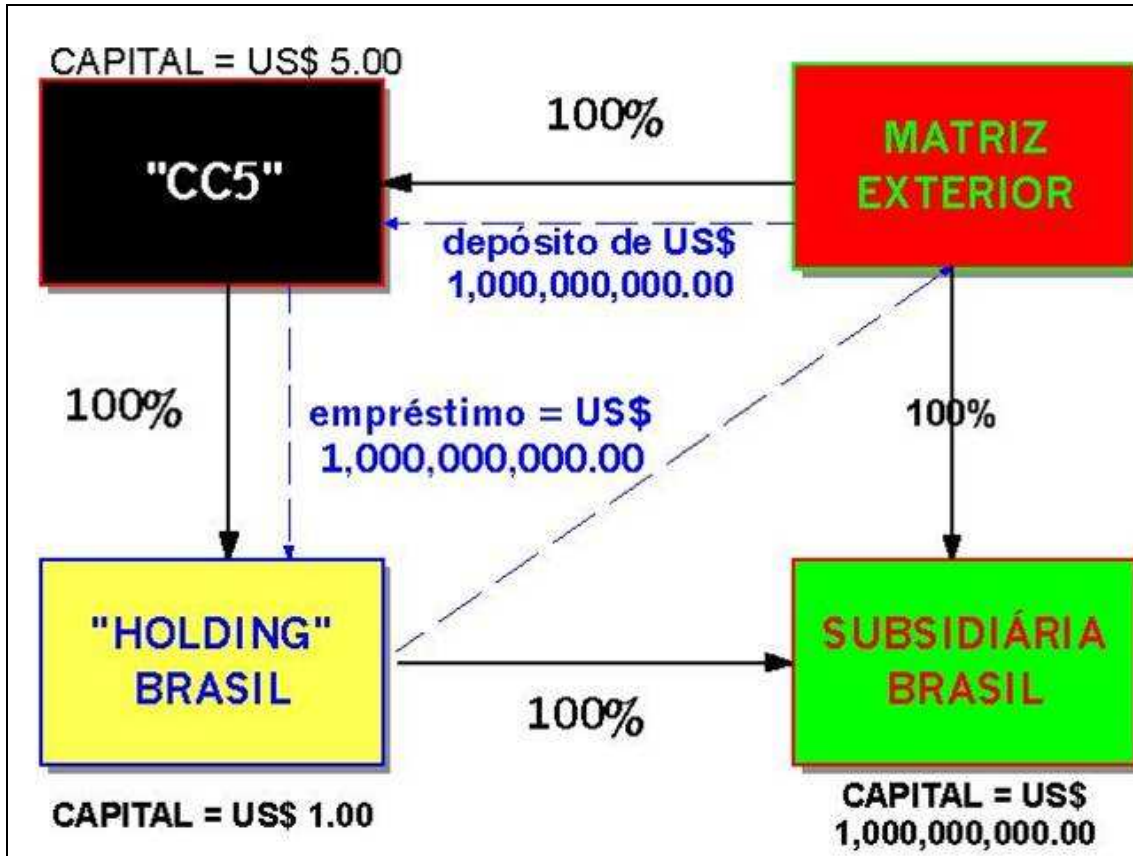 CAPITAL = US$ 5.00
"CC5"
100%
MATRIZ
EXTERIOR
depósito de US$
1,000,000,000.00
100%
empréstimo = US$
1,000,000,000.00
100%
"HOLDING"
BRASIL
100%
SUBSIDIÁRIA
BRASIL
CAPITAL = US$ 1.00
CAPITAL = US$
1,000,000,000.00